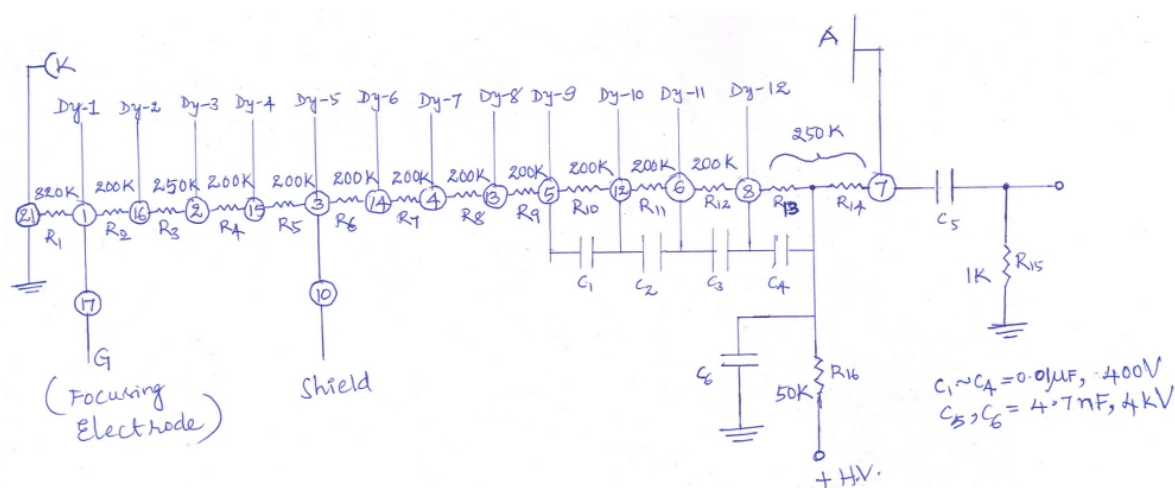 K
A
Dy-1 Dy-2 Dy-3 Dy-4 Dy-5 Dy-6 Dy-7 Dy-8 Dy-9 Dy-10 Dy-11 Dy-12
250K
820K 200K 250K 200K 200K 200K 200K 200K 200K 200K 200K 200K
21 1 16 2 15 3 14 4 13 5 12 6 8 7
R1 R2 R3 R4 R5 R6 R7 R8 R9 R10 R11 R12 R13 R14
C5
C1 C2 C3 C4
1K R15
17
10
G
(Focusing
Electrode)
Shield
C6
50K R16
+ H.V.
C1~C4=0.01μF, 400V
C5,C6= 4.7nF, 4kV